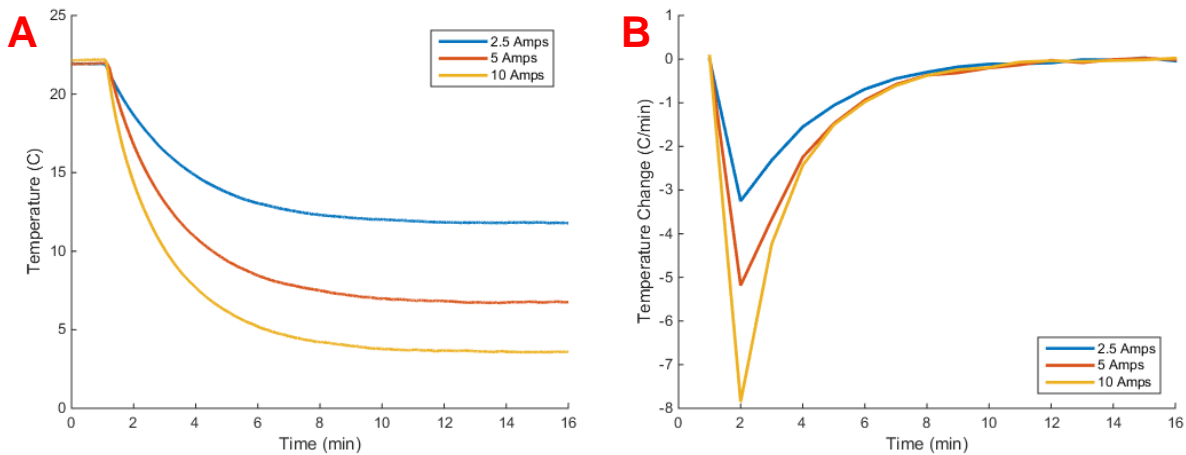 A
25
20
15
10
5
0
Temperature (C)
0 2 4 6 8 10 12 14 16
Time (min)
2.5 Amps
5 Amps
10 Amps
B
1
0
-1
-2
-3
-4
-5
-6
-7
-8
Temperature Change (C/min)
0 2 4 6 8 10 12 14 16
Time (min)
2.5 Amps
5 Amps
10 Amps